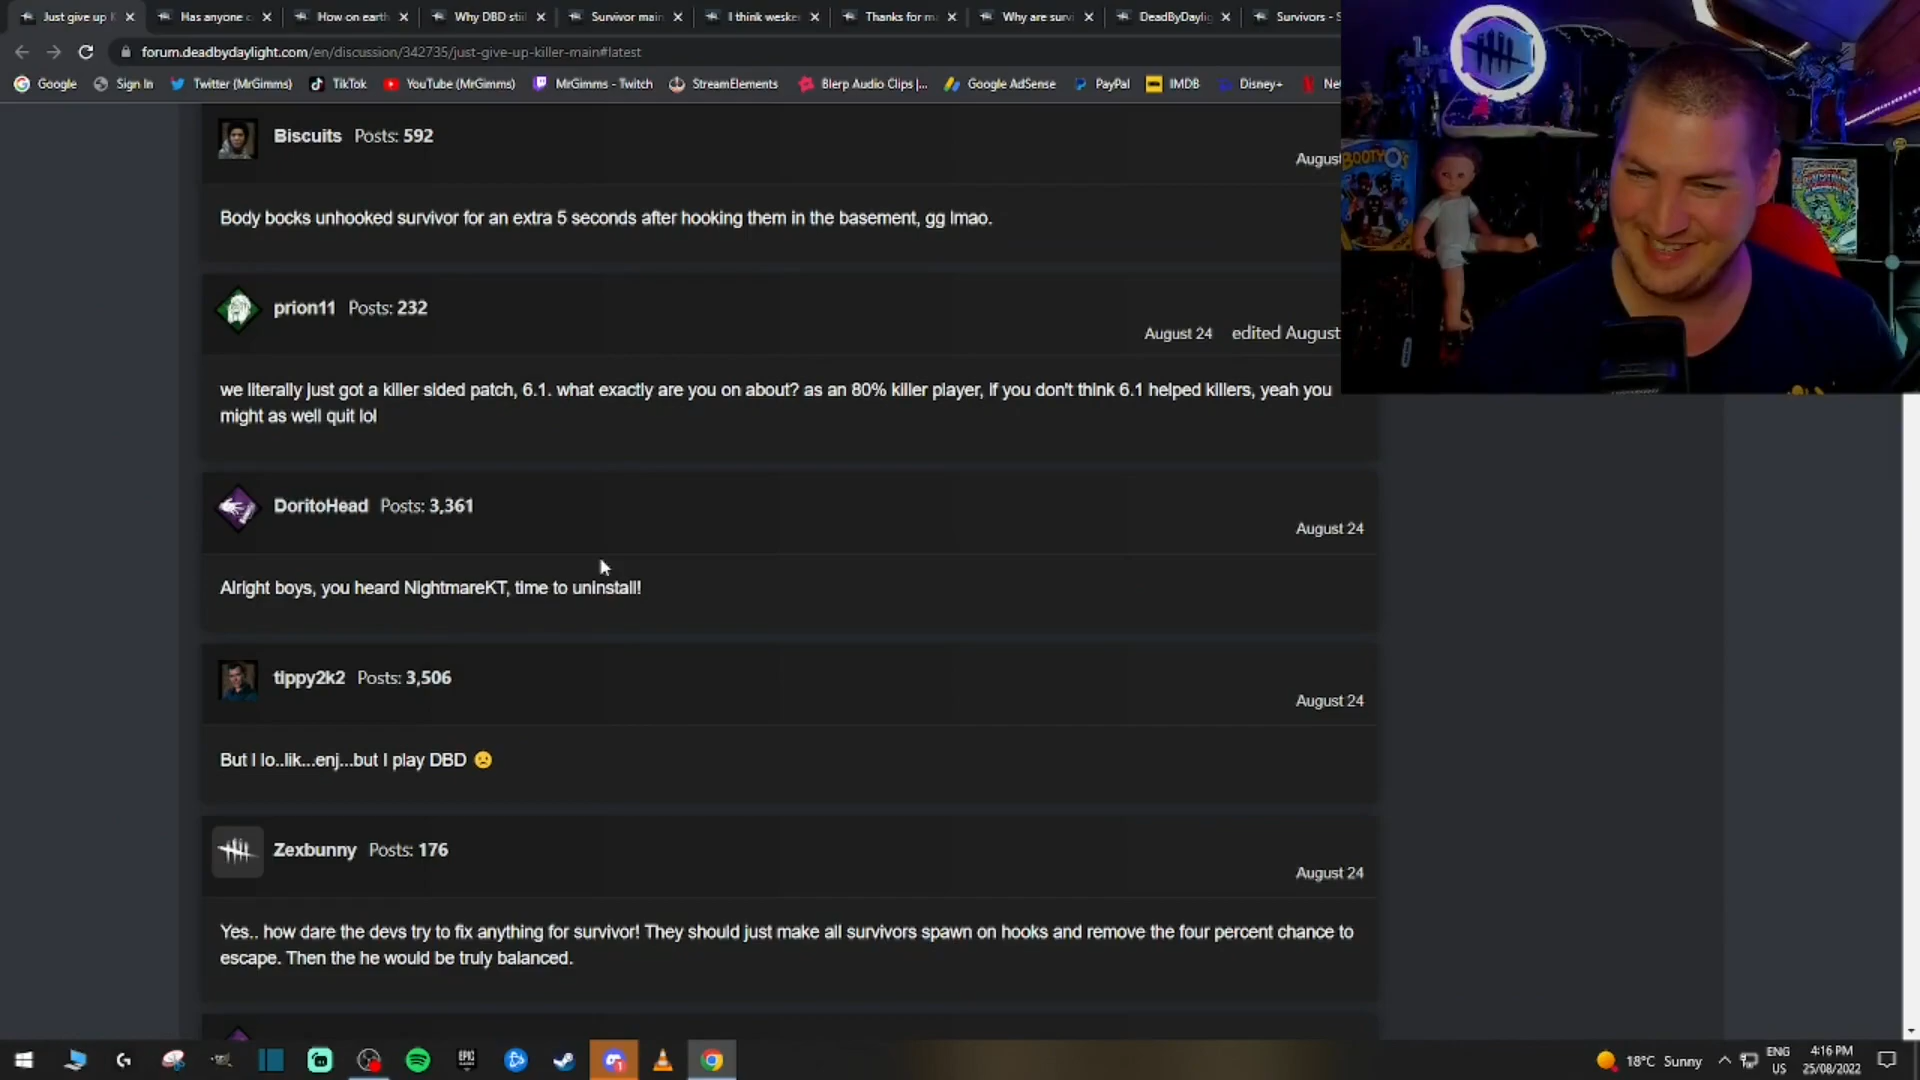 Just give up K
Has anyone c
How on earth
Why DBD stil
Survivor main
I think weske
Thanks for m
Why are survi
DeadByDaylig
Survivors - S
forum.deadbydaylight.com/en/discussion/342735/just-give-up-killer-main#latest
Google Sign In Twitter (MrGimms) TikTok YouTube (MrGimms) MrGimms - Twitch StreamElements Blerp Audio Clips |... Google AdSense PayPal IMDB Disney+ Ne
Biscuits Posts: 592
August
Body bocks unhooked survivor for an extra 5 seconds after hooking them in the basement, gg lmao.
prion11 Posts: 232
August 24 edited August
we literally just got a killer sided patch, 6.1. what exactly are you on about? as an 80% killer player, if you don't think 6.1 helped killers, yeah you
might as well quit lol
DoritoHead Posts: 3,361
August 24
Alright boys, you heard NightmareKT, time to uninstall!
tippy2k2 Posts: 3,506
August 24
But I lo..lik...enj...but I play DBD
Zexbunny Posts: 176
August 24
Yes.. how dare the devs try to fix anything for survivor! They should just make all survivors spawn on hooks and remove the four percent chance to
escape. Then the he would be truly balanced.
BOOTYO'S
EPIC
18°C Sunny
ENG
US
4:16 PM
25/08/2022